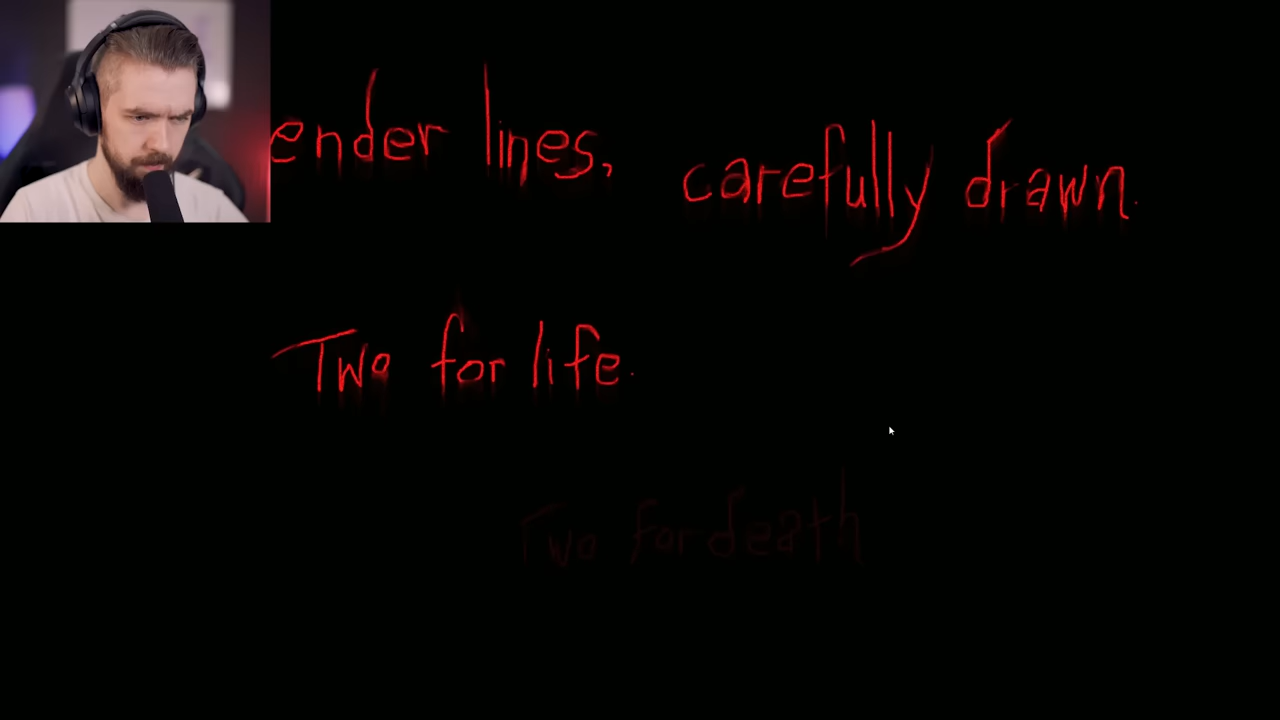 ender lines, carefully drawn.
Two for life.
Two for death